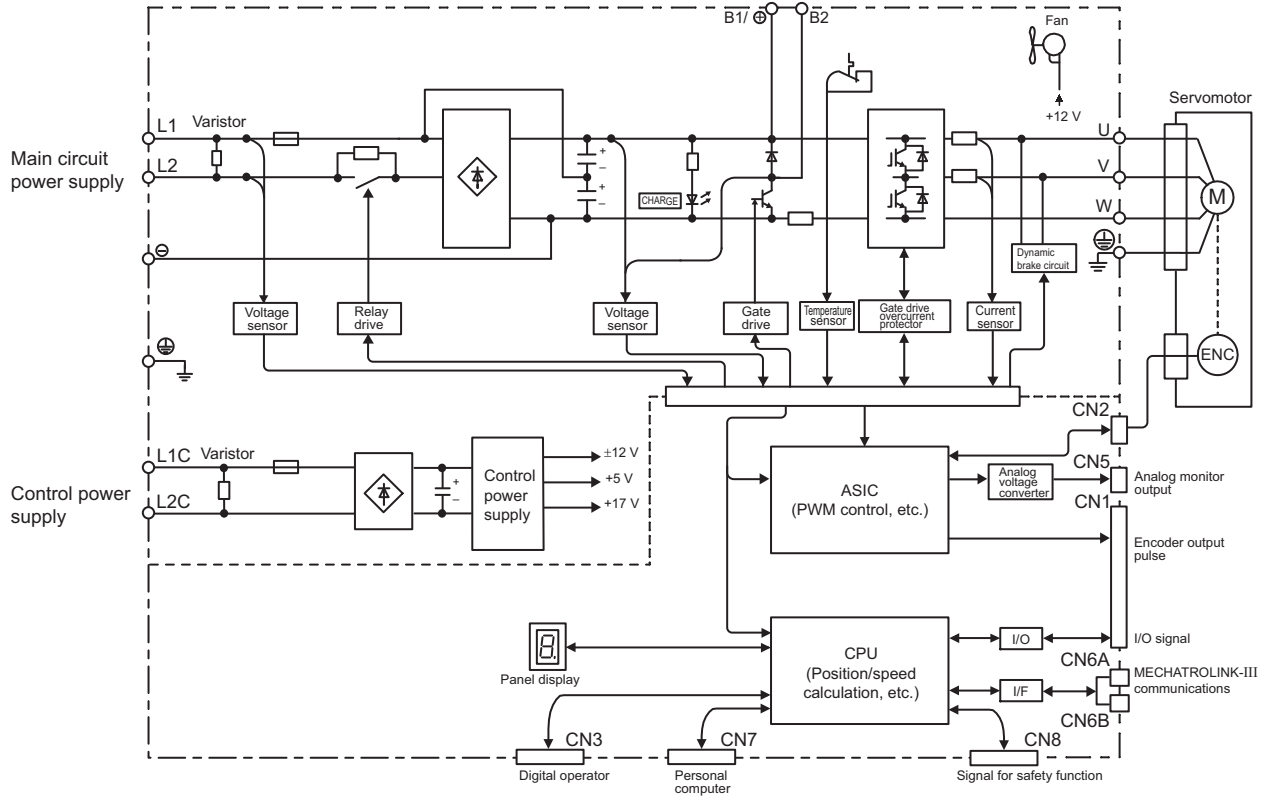 B1/ ⊕
B2
Fan
+12 V
Servomotor
Main circuit
power supply
L1
Varistor
L2
U
V
W
M
+
–
+
–
CHARGE
⊖
Dynamic
brake circuit
Voltage
sensor
Relay
drive
Voltage
sensor
Gate
drive
Temperature
sensor
Gate drive
overcurrent
protector
Current
sensor
ENC
Control power
supply
L1C
Varistor
L2C
+
–
Control
power
supply
±12 V
+5 V
+17 V
ASIC
(PWM control, etc.)
Analog
voltage
converter
CN2
CN5
Analog monitor
output
CN1
Encoder output
pulse
I/O signal
CPU
(Position/speed
calculation, etc.)
I/O
I/F
CN6A
MECHATROLINK-III
communications
CN6B
8.
Panel display
CN3
Digital operator
CN7
Personal
computer
CN8
Signal for safety function